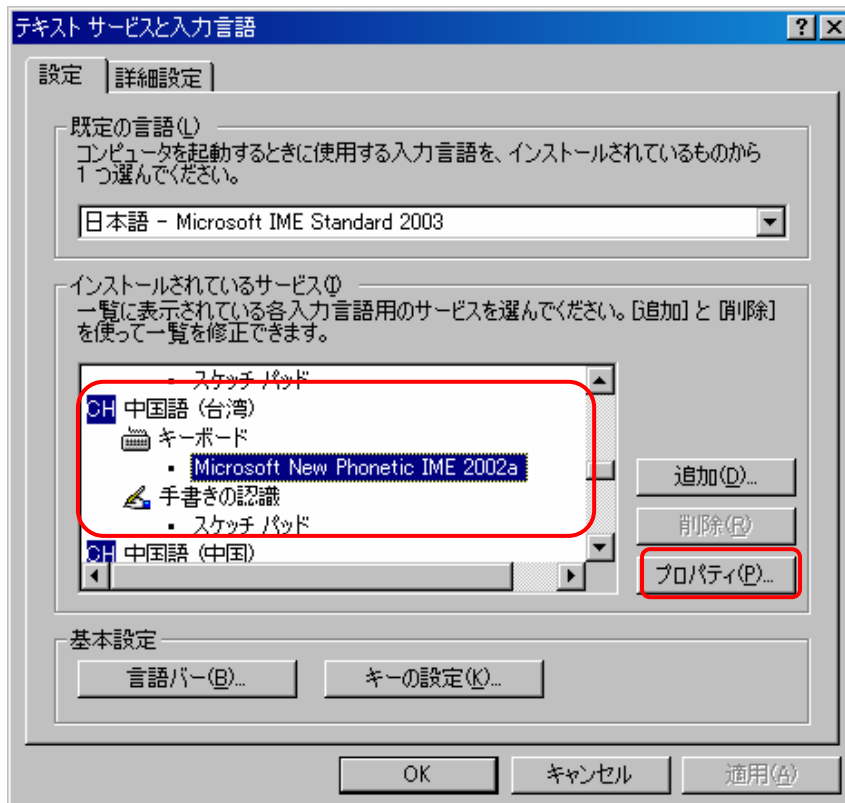 テキスト サービスと入力言語
設定 詳細設定
既定の言語(L)
コンピュータを起動するときに使用する入力言語を、インストールされているものから
1 つ選んでください。
日本語 - Microsoft IME Standard 2003
インストールされているサービス(I)
一覧に表示されている各入力言語用のサービスを選んでください。[追加] と [削除]
を使って一覧を修正できます。
スケッチ パッド
CH 中国語 (台湾)
キーボード
Microsoft New Phonetic IME 2002a
手書きの認識
スケッチ パッド
CH 中国語 (中国)
追加(D)...
削除(R)
プロパティ(P)...
基本設定
言語バー(B)... キーの設定(K)...
OK キャンセル 適用(A)